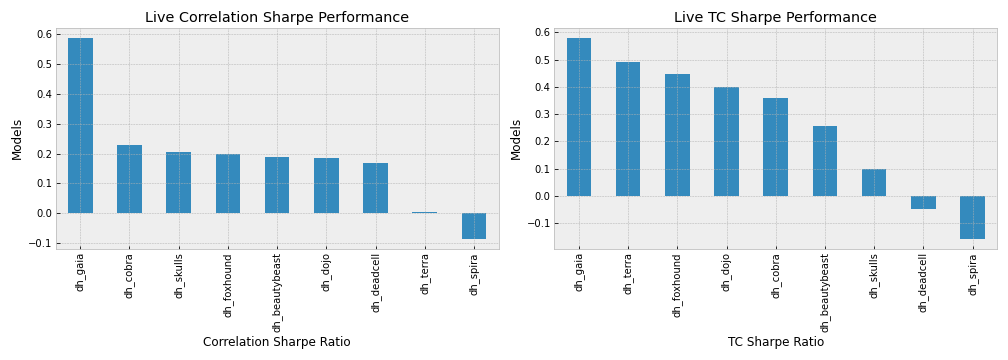 Live Correlation Sharpe Performance
Models
0.6
0.5
0.4
0.3
0.2
0.1
0.0
−0.1
dh_gaia
dh_cobra
dh_skulls
dh_foxhound
dh_beautybeast
dh_dojo
dh_deadcell
dh_terra
dh_spira
Correlation Sharpe Ratio
Live TC Sharpe Performance
Models
0.6
0.5
0.4
0.3
0.2
0.1
0.0
−0.1
dh_gaia
dh_terra
dh_foxhound
dh_dojo
dh_cobra
dh_beautybeast
dh_skulls
dh_deadcell
dh_spira
TC Sharpe Ratio